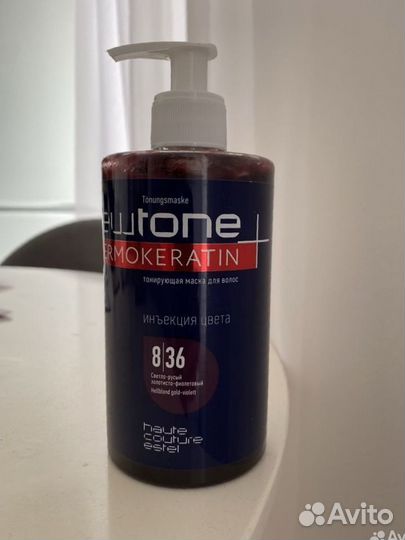 Tonungsmaske
ewtone
ERMOKERATIN
тонирующая маска для волос
инъекция цвета
8|36
Светло-русый
золотисто-фиолетовый
Hellblond gold-violett
haute
couture
estel
Avito